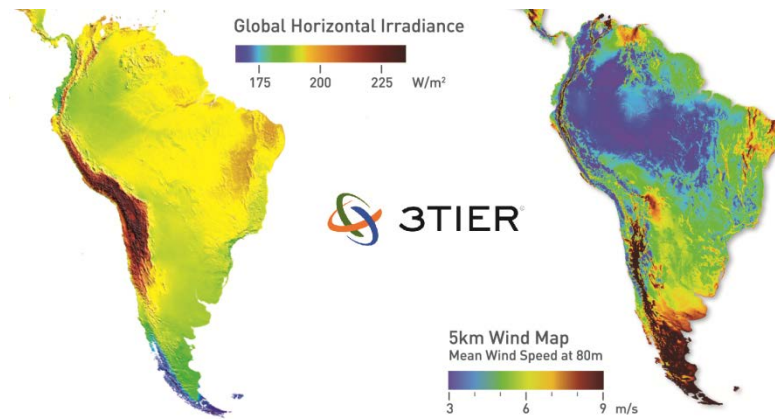 Global Horizontal Irradiance
175 200 225 W/m²
3TIER©
5km Wind Map
Mean Wind Speed at 80m
3 6 9 m/s